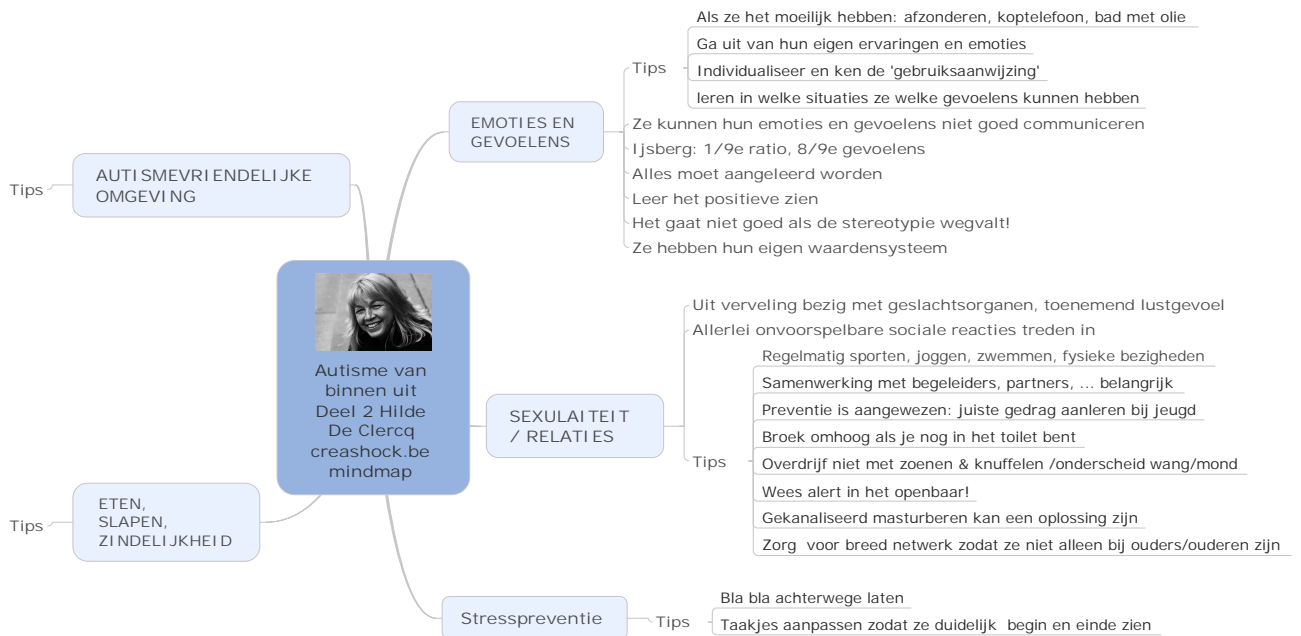 Als ze het moeilijk hebben: afzonderen, koptelefoon, bad met olie
Ga uit van hun eigen ervaringen en emoties
Tips
Individualiseer en ken de 'gebruiksaanwijzing'
leren in welke situaties ze welke gevoelens kunnen hebben
EMOTIES EN
GEVOELENS
Ze kunnen hun emoties en gevoelens niet goed communiceren
Ijsberg: 1/9e ratio, 8/9e gevoelens
Alles moet aangeleerd worden
Leer het positieve zien
Het gaat niet goed als de stereotypie wegvalt!
Ze hebben hun eigen waardensysteem
AUTISMEVRIENDELIJKE
OMGEVING
Tips
Autisme van
binnen uit
Deel 2 Hilde
De Clercq
creashock.be
mindmap
Uit verveling bezig met geslachtsorganen, toenemend lustgevoel
Allerlei onvoorspelbare sociale reacties treden in
SEXULAITEIT
/ RELATIES
Tips
Regelmatig sporten, joggen, zwemmen, fysieke bezigheden
Samenwerking met begeleiders, partners, ... belangrijk
Preventie is aangewezen: juiste gedrag aanleren bij jeugd
Broek omhoog als je nog in het toilet bent
Overdrijf niet met zoenen & knuffelen /onderscheid wang/mond
Wees alert in het openbaar!
Gekanaliseerd masturberen kan een oplossing zijn
Zorg voor breed netwerk zodat ze niet alleen bij ouders/ouderen zijn
ETEN,
SLAPEN,
ZINDELIJKHEID
Tips
Stresspreventie
Tips
Bla bla achterwege laten
Taakjes aanpassen zodat ze duidelijk begin en einde zien